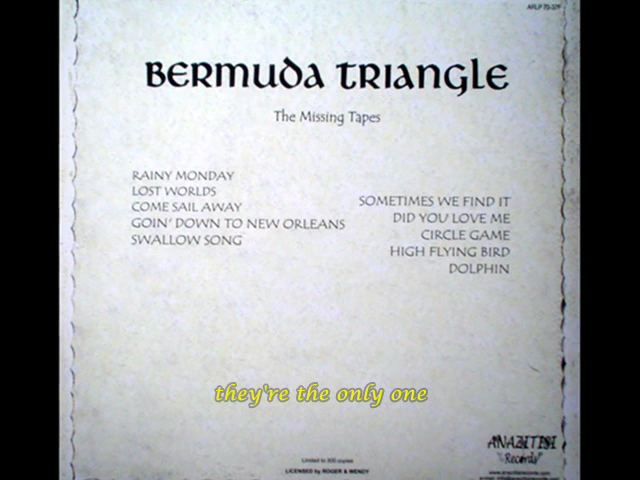 BERMUDA TRIANGLE
The Missing Tapes
RAINY MONDAY
LOST WORLDS
COME SAIL AWAY
GOIN' DOWN TO NEW ORLEANS
SWALLOW SONG
SOMETIMES WE FIND IT
DID YOU LOVE ME
CIRCLE GAME
HIGH FLYING BIRD
DOLPHIN
they're the only one
ANAZITISI
Records
Limited to 300 copies
LICENSED by ROGER & WENDY